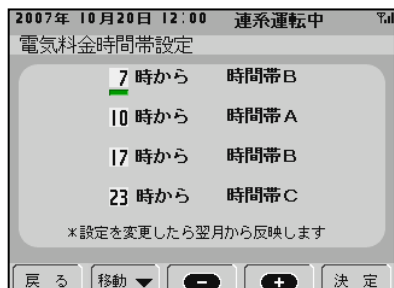 2007年 10月20日 12:00 連系運転中
電気料金時間帯設定
7 時から 時間帯B
10 時から 時間帯A
17 時から 時間帯B
23 時から 時間帯C
*設定を変更したら翌月から反映します
戻る 移動▼ − + 決定